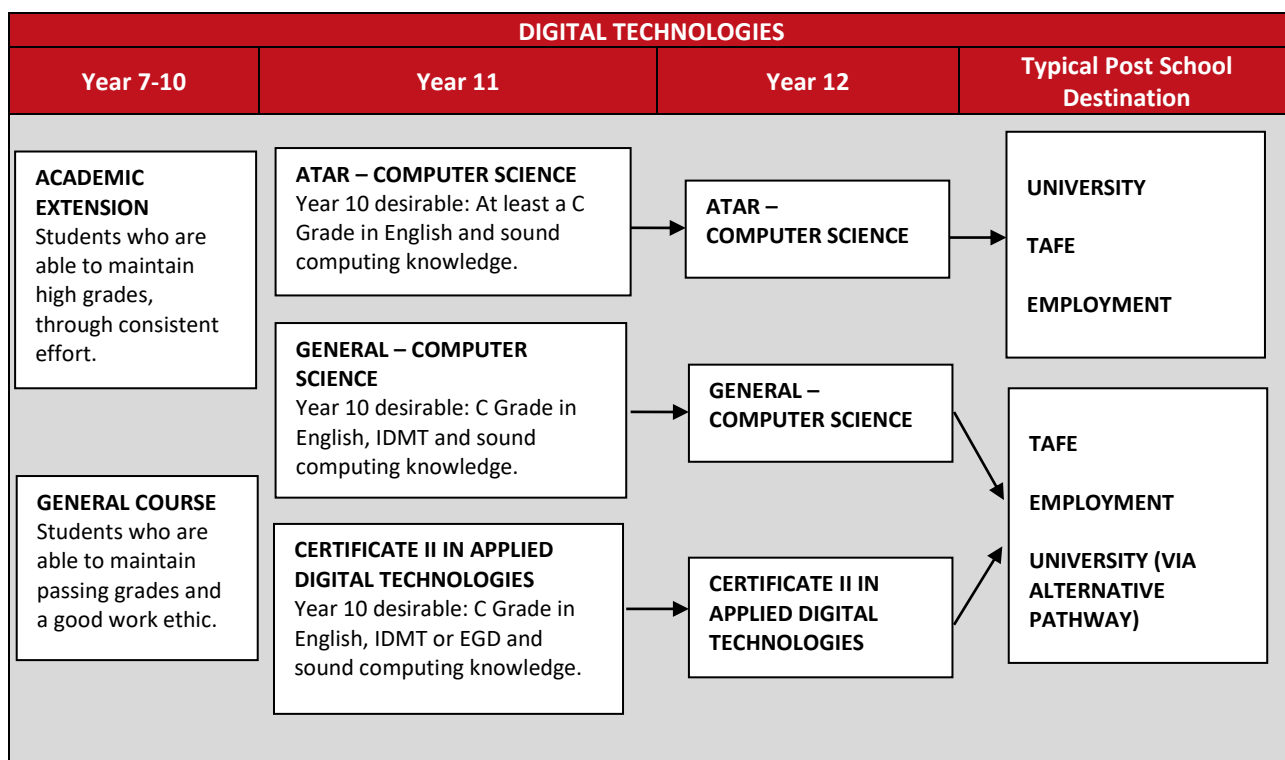 DIGITAL TECHNOLOGIES
Year 7-10
Year 11
Year 12
Typical Post School
Destination
ACADEMIC
EXTENSION
Students who are
able to maintain
high grades,
through consistent
effort.
GENERAL COURSE
Students who are
able to maintain
passing grades and
a good work ethic.
ATAR – COMPUTER SCIENCE
Year 10 desirable: At least a C
Grade in English and sound
computing knowledge.
GENERAL – COMPUTER
SCIENCE
Year 10 desirable: C Grade in
English, IDMT and sound
computing knowledge.
CERTIFICATE II IN APPLIED
DIGITAL TECHNOLOGIES
Year 10 desirable: C Grade in
English, IDMT or EGD and
sound computing knowledge.
ATAR –
COMPUTER SCIENCE
GENERAL –
COMPUTER SCIENCE
CERTIFICATE II IN
APPLIED DIGITAL
TECHNOLOGIES
UNIVERSITY
TAFE
EMPLOYMENT
TAFE
EMPLOYMENT
UNIVERSITY (VIA
ALTERNATIVE
PATHWAY)